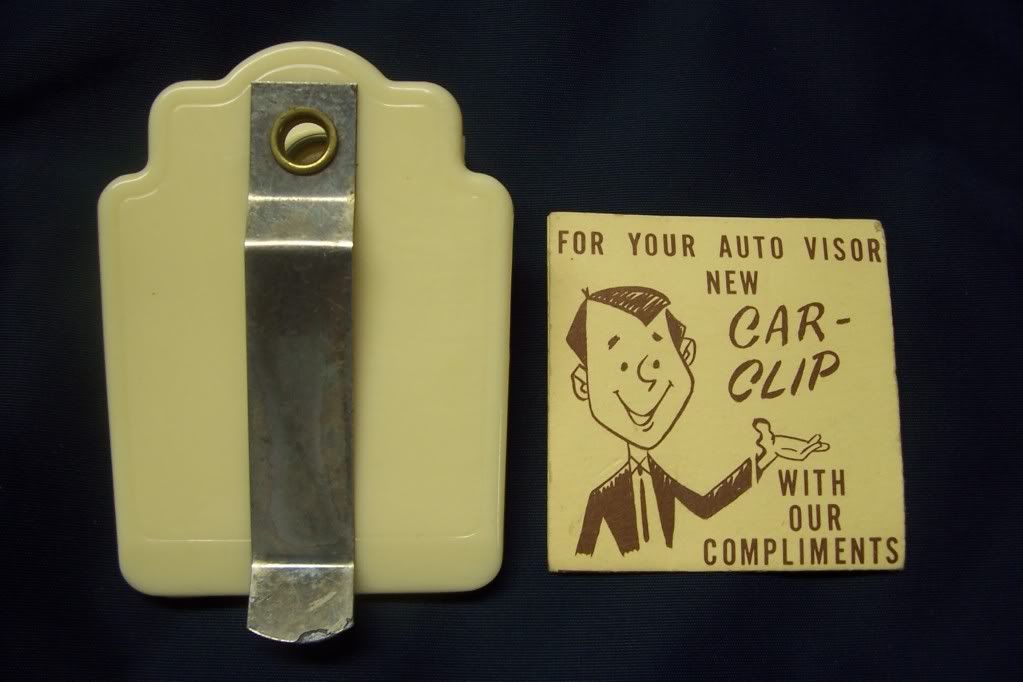 FOR YOUR AUTO VISOR
NEW
CAR-
CLIP
WITH
OUR
COMPLIMENTS